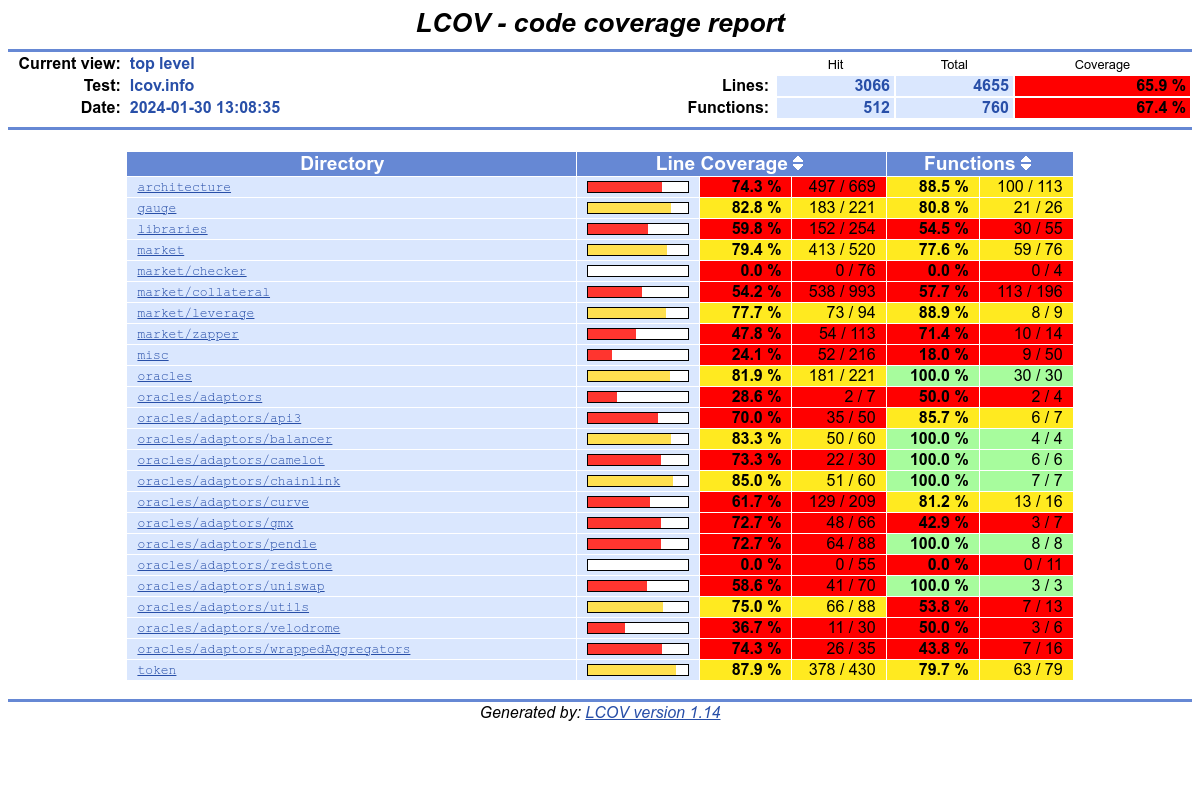 LCOV - code coverage report
Current view: top level Hit Total Coverage
Test: lcov.info Lines: 3066 4655 65.9 %
Date: 2024-01-30 13:08:35 Functions: 512 760 67.4 %
Directory Line Coverage Functions
architecture 74.3 % 497 / 669 88.5 % 100 / 113
gauge 82.8 % 183 / 221 80.8 % 21 / 26
libraries 59.8 % 152 / 254 54.5 % 30 / 55
market 79.4 % 413 / 520 77.6 % 59 / 76
market/checker 0.0 % 0 / 76 0.0 % 0 / 4
market/collateral 54.2 % 538 / 993 57.7 % 113 / 196
market/leverage 77.7 % 73 / 94 88.9 % 8 / 9
market/zapper 47.8 % 54 / 113 71.4 % 10 / 14
misc 24.1 % 52 / 216 18.0 % 9 / 50
oracles 81.9 % 181 / 221 100.0 % 30 / 30
oracles/adaptors 28.6 % 2 / 7 50.0 % 2 / 4
oracles/adaptors/api3 70.0 % 35 / 50 85.7 % 6 / 7
oracles/adaptors/balancer 83.3 % 50 / 60 100.0 % 4 / 4
oracles/adaptors/camelot 73.3 % 22 / 30 100.0 % 6 / 6
oracles/adaptors/chainlink 85.0 % 51 / 60 100.0 % 7 / 7
oracles/adaptors/curve 61.7 % 129 / 209 81.2 % 13 / 16
oracles/adaptors/gmx 72.7 % 48 / 66 42.9 % 3 / 7
oracles/adaptors/pendle 72.7 % 64 / 88 100.0 % 8 / 8
oracles/adaptors/redstone 0.0 % 0 / 55 0.0 % 0 / 11
oracles/adaptors/uniswap 58.6 % 41 / 70 100.0 % 3 / 3
oracles/adaptors/utils 75.0 % 66 / 88 53.8 % 7 / 13
oracles/adaptors/velodrome 36.7 % 11 / 30 50.0 % 3 / 6
oracles/adaptors/wrappedAggregators 74.3 % 26 / 35 43.8 % 7 / 16
token 87.9 % 378 / 430 79.7 % 63 / 79
Generated by: LCOV version 1.14